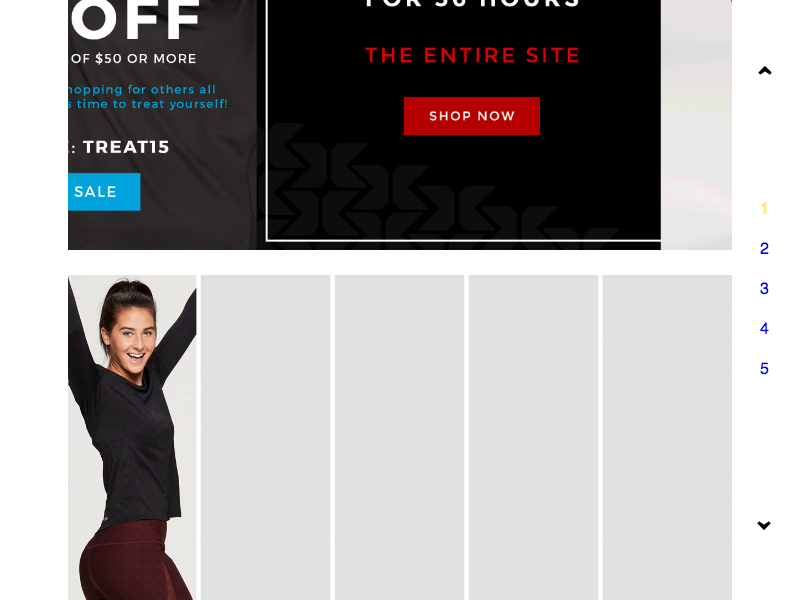 OFF
OF $50 OR MORE
hopping for others all
s time to treat yourself!
: TREAT15
SALE
FOR 36 HOURS
THE ENTIRE SITE
SHOP NOW
1
2
3
4
5